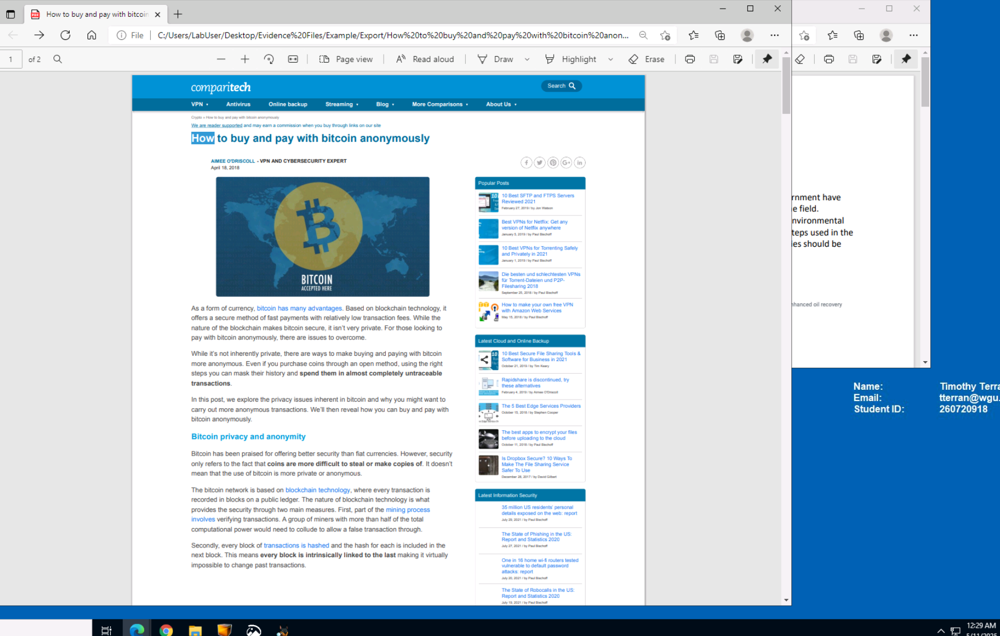 How to buy and pay with bitcoin
File
C:/Users/LabUser/Desktop/Evidence%20Files/Example/Export/How%20to%20buy%20and%20pay%20with%20bitcoin%20anon...
1 of 2
Page view
Read aloud
Draw
Highlight
Erase
comparitech
Search
VPN
Antivirus
Online backup
Streaming
Blog
More Comparisons
About Us
Crypto » How to buy and pay with bitcoin anonymously
We are reader supported and may earn a commission when you buy through links on our site
How to buy and pay with bitcoin anonymously
AIMEE O'DRISCOLL - VPN AND CYBERSECURITY EXPERT
April 18, 2018
BITCOIN
ACCEPTED HERE
As a form of currency, bitcoin has many advantages. Based on blockchain technology, it
offers a secure method of fast payments with relatively low transaction fees. While the
nature of the blockchain makes bitcoin secure, it isn't very private. For those looking to
pay with bitcoin anonymously, there are issues to overcome.
While it's not inherently private, there are ways to make buying and paying with bitcoin
more anonymous. Even if you purchase coins through an open method, using the right
steps you can mask their history and spend them in almost completely untraceable
transactions.
In this post, we explore the privacy issues inherent in bitcoin and why you might want to
carry out more anonymous transactions. We'll then reveal how you can buy and pay with
bitcoin anonymously.
Bitcoin privacy and anonymity
Bitcoin has been praised for offering better security than fiat currencies. However, security
only refers to the fact that coins are more difficult to steal or make copies of. It doesn't
mean that the use of bitcoin is more private or anonymous.
The bitcoin network is based on blockchain technology, where every transaction is
recorded in blocks on a public ledger. The nature of blockchain technology is what
provides the security through two main measures. First, part of the mining process
involves verifying transactions. A group of miners with more than half of the total
computational power would need to collude to allow a false transaction through.
Secondly, every block of transactions is hashed and the hash for each is included in the
next block. This means every block is intrinsically linked to the last making it virtually
impossible to change past transactions.
Popular Posts
10 Best SFTP and FTPS Servers
Reviewed 2021
February 27, 2019 / by Jon Watson
Best VPNs for Netflix: Get any
version of Netflix anywhere
January 5, 2019 / by Paul Bischoff
10 Best VPNs for Torrenting Safely
and Privately in 2021
January 1, 2019 / by Paul Bischoff
Die besten und schlechtesten VPNs
für Torrent-Dateien und P2P-
Filesharing 2018
September 25, 2018 / by Paul Bischoff
How to make your own free VPN
with Amazon Web Services
May 15, 2018 / by Paul Bischoff
Latest Cloud and Online Backup
10 Best Secure File Sharing Tools &
Software for Business in 2021
October 21, 2019 / by Tim Keary
Rapidshare is discontinued, try
these alternatives
February 4, 2019 / by Aimee O'Driscoll
The 5 Best Edge Services Providers
October 15, 2018 / by Stephen Cooper
The best apps to encrypt your files
before uploading to the cloud
October 11, 2018 / by Paul Bischoff
Is Dropbox Secure? 10 Ways To
Make The File Sharing Service
Safer To Use
December 28, 2017 / by David Gilbert
Latest Information Security
35 million US residents' personal
details exposed on the web: report
July 29, 2021 / by Paul Bischoff
The State of Phishing in the US:
Report and Statistics 2020
July 27, 2021 / by Paul Bischoff
One in 16 home wi-fi routers tested
vulnerable to default password
attacks: report
July 20, 2021 / by Paul Bischoff
The State of Robocalls in the US:
Report and Statistics 2020
July 19, 2021 / by Paul Bischoff
rnment have
e field.
nvironmental
teps used in the
ies should be
nhanced oil recovery
Name: Timothy Terra
Email: tterran@wgu.
Student ID: 260720918
12:29 AM
5/11/2025